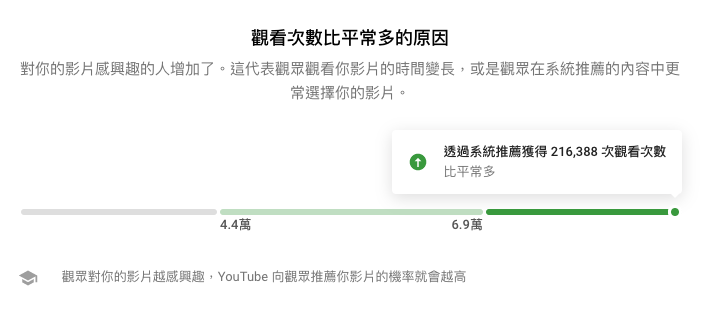 觀看次數比平常多的原因
對你的影片感興趣的人增加了。這代表觀眾觀看你影片的時間變長，或是觀眾在系統推薦的內容中更
常選擇你的影片。
透過系統推薦獲得 216,388 次觀看次數
比平常多
4.4萬
6.9萬
觀眾對你的影片越感興趣，YouTube 向觀眾推薦你影片的機率就會越高